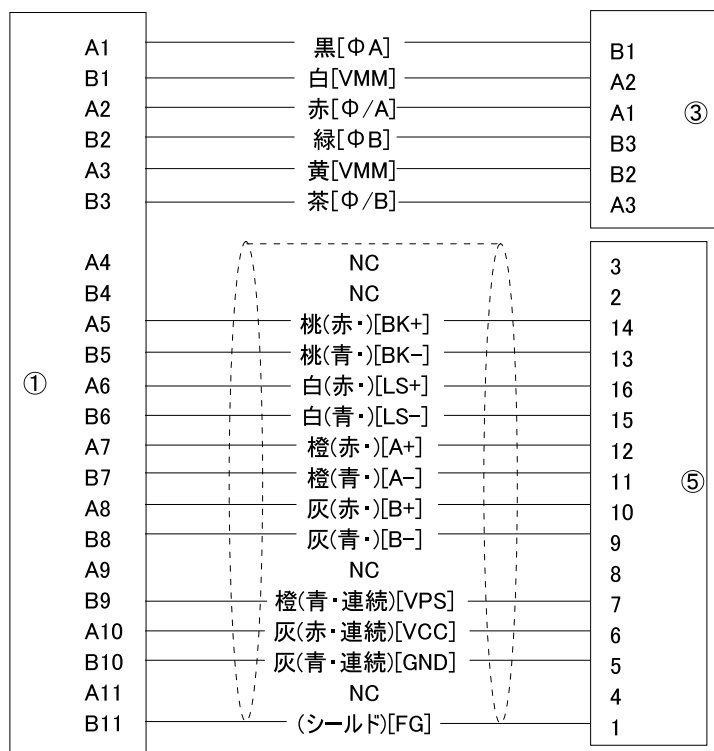 A1 黒[ΦA] B1
B1 白[VMM] A2
A2 赤[Φ/A] A1 ③
B2 緑[ΦB] B3
A3 黄[VMM] B2
B3 茶[Φ/B] A3
A4 NC 3
B4 NC 2
A5 桃(赤・)[BK+] 14
B5 桃(青・)[BK-] 13
① A6 白(赤・)[LS+] 16
B6 白(青・)[LS-] 15
A7 橙(赤・)[A+] 12
B7 橙(青・)[A-] 11 ⑤
A8 灰(赤・)[B+] 10
B8 灰(青・)[B-] 9
A9 NC 8
B9 橙(青・連続)[VPS] 7
A10 灰(赤・連続)[VCC] 6
B10 灰(青・連続)[GND] 5
A11 NC 4
B11 (シールド)[FG] 1